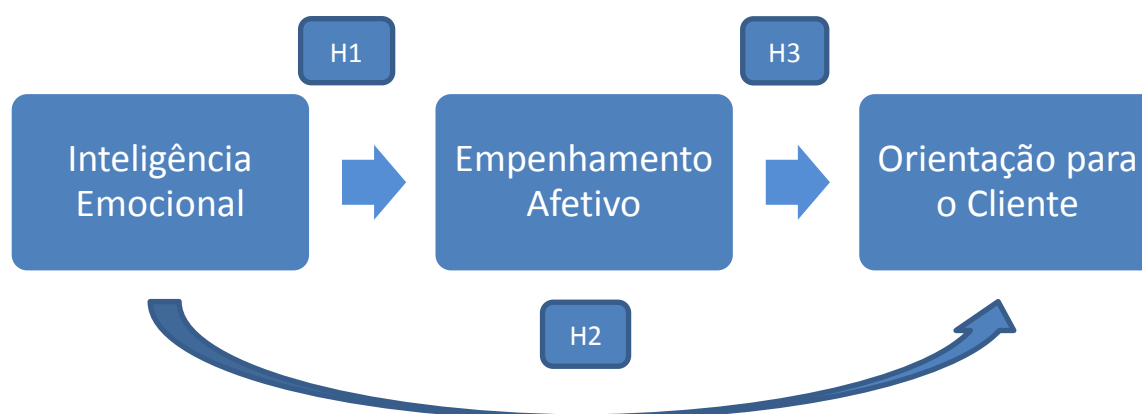 H1
H3
Inteligência
Emocional
Empenhamento
Afetivo
Orientação para
o Cliente
H2